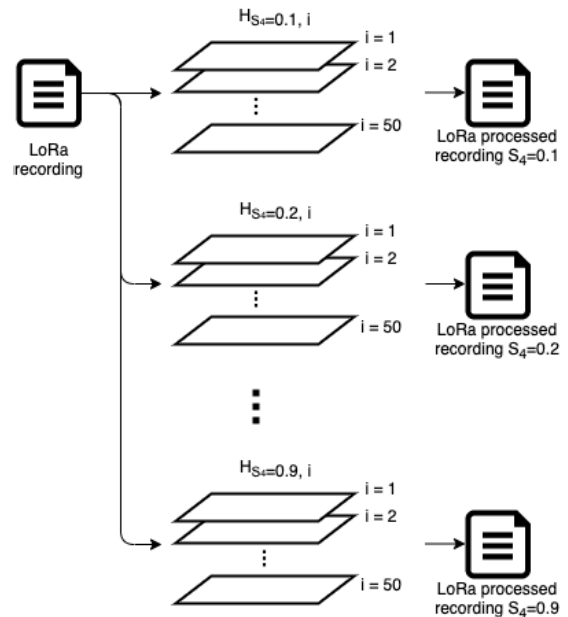 H_S₄=0.1, i
i = 1
i = 2
i = 50
LoRa
recording
LoRa processed
recording S₄=0.1
H_S₄=0.2, i
i = 1
i = 2
i = 50
LoRa processed
recording S₄=0.2
H_S₄=0.9, i
i = 1
i = 2
i = 50
LoRa processed
recording S₄=0.9